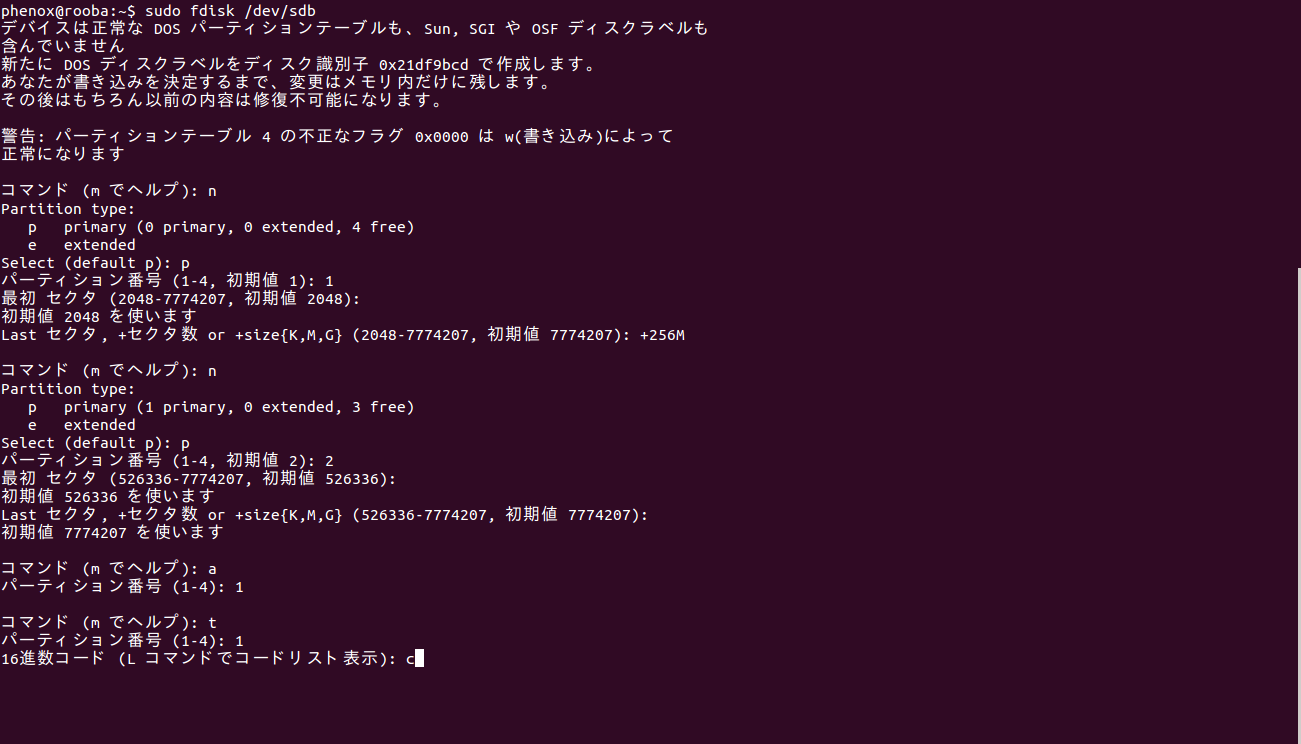 phenox@rooba:~$ sudo fdisk /dev/sdb
デバイスは正常な DOS パーティションテーブルも、Sun, SGI や OSF ディスクラベルも
含んでいません
新たに DOS ディスクラベルをディスク識別子 0x21df9bcd で作成します。
あなたが書き込みを決定するまで、変更はメモリ内だけに残します。
その後はもちろん以前の内容は修復不可能になります。
警告: パーティションテーブル 4 の不正なフラグ 0x0000 は w(書き込み)によって
正常になります
コマンド (m でヘルプ): n
Partition type:
   p   primary (0 primary, 0 extended, 4 free)
   e   extended
Select (default p): p
パーティション番号 (1-4, 初期値 1): 1
最初 セクタ (2048-7774207, 初期値 2048):
初期値 2048 を使います
Last セクタ, +セクタ数 or +size{K,M,G} (2048-7774207, 初期値 7774207): +256M
コマンド (m でヘルプ): n
Partition type:
   p   primary (1 primary, 0 extended, 3 free)
   e   extended
Select (default p): p
パーティション番号 (1-4, 初期値 2): 2
最初 セクタ (526336-7774207, 初期値 526336):
初期値 526336 を使います
Last セクタ, +セクタ数 or +size{K,M,G} (526336-7774207, 初期値 7774207):
初期値 7774207 を使います
コマンド (m でヘルプ): a
パーティション番号 (1-4): 1
コマンド (m でヘルプ): t
パーティション番号 (1-4): 1
16進数コード (L コマンドでコードリスト表示): c